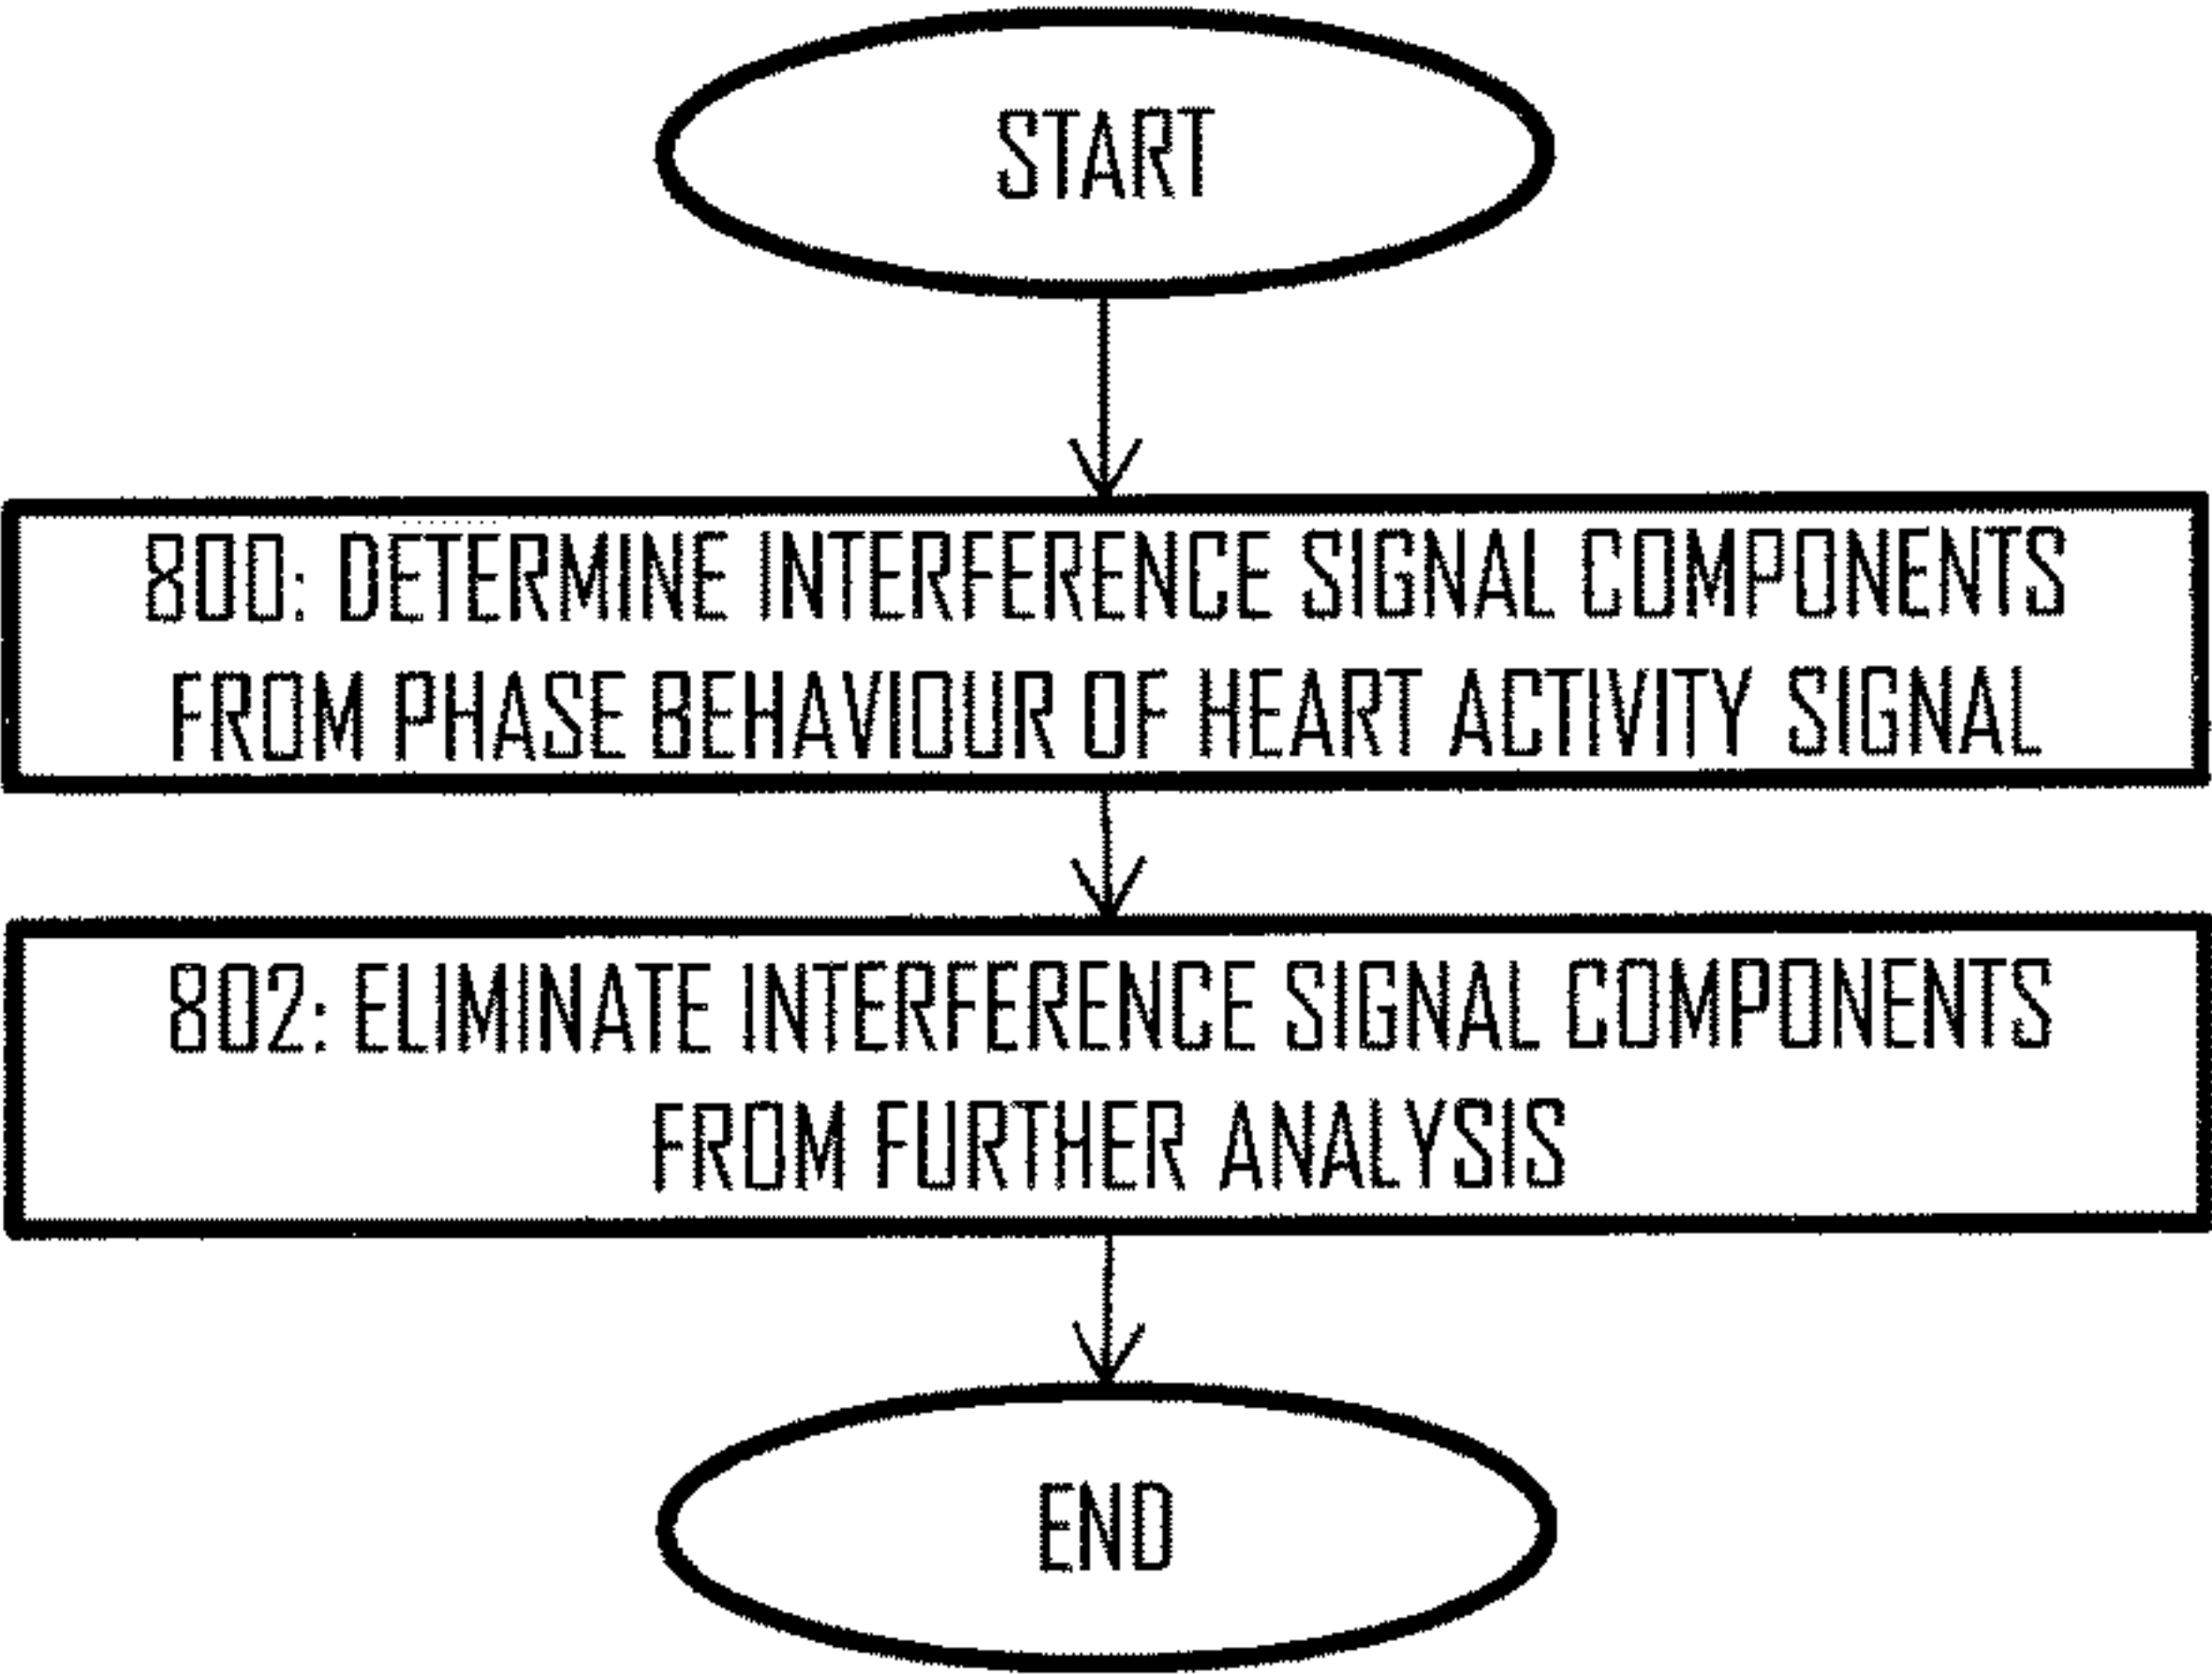 START
800: DETERMINE INTERFERENCE SIGNAL COMPONENTS
FROM PHASE BEHAVIOUR OF HEART ACTIVITY SIGNAL
802: ELIMINATE INTERFERENCE SIGNAL COMPONENTS
FROM FURTHER ANALYSIS
END